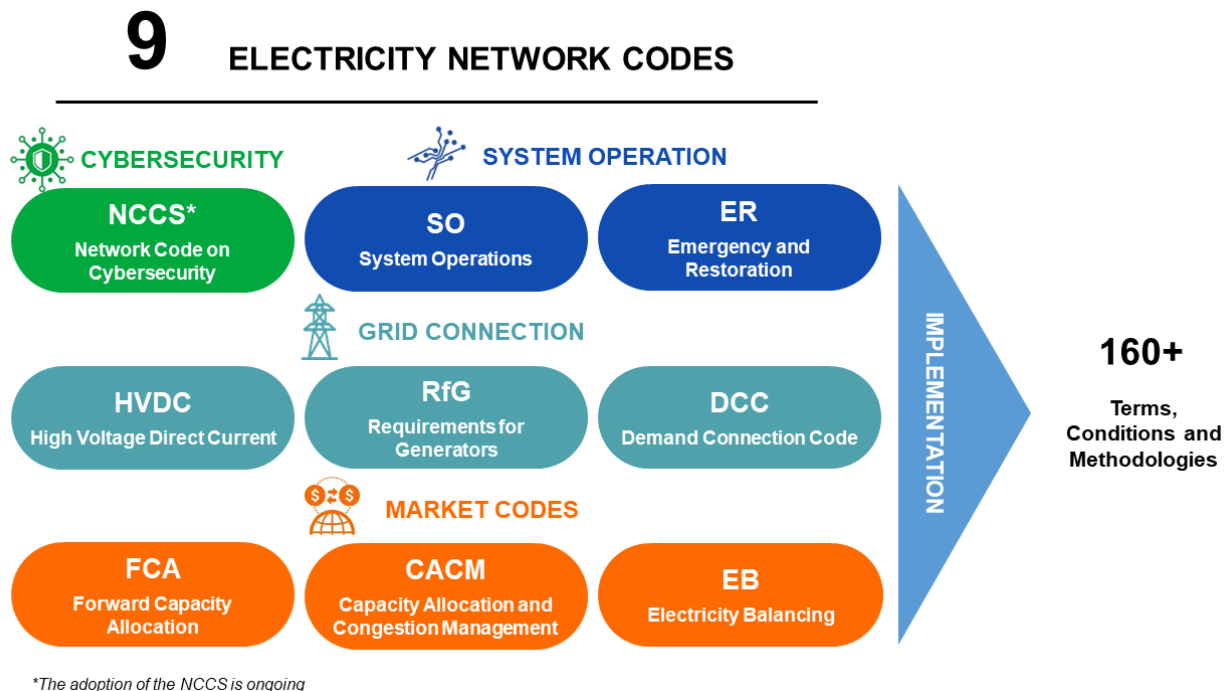 9 ELECTRICITY NETWORK CODES
CYBERSECURITY
SYSTEM OPERATION
NCCS*
Network Code on
Cybersecurity
SO
System Operations
ER
Emergency and
Restoration
GRID CONNECTION
HVDC
High Voltage Direct Current
RfG
Requirements for
Generators
DCC
Demand Connection Code
MARKET CODES
FCA
Forward Capacity
Allocation
CACM
Capacity Allocation and
Congestion Management
EB
Electricity Balancing
IMPLEMENTATION
160+
Terms,
Conditions and
Methodologies
*The adoption of the NCCS is ongoing